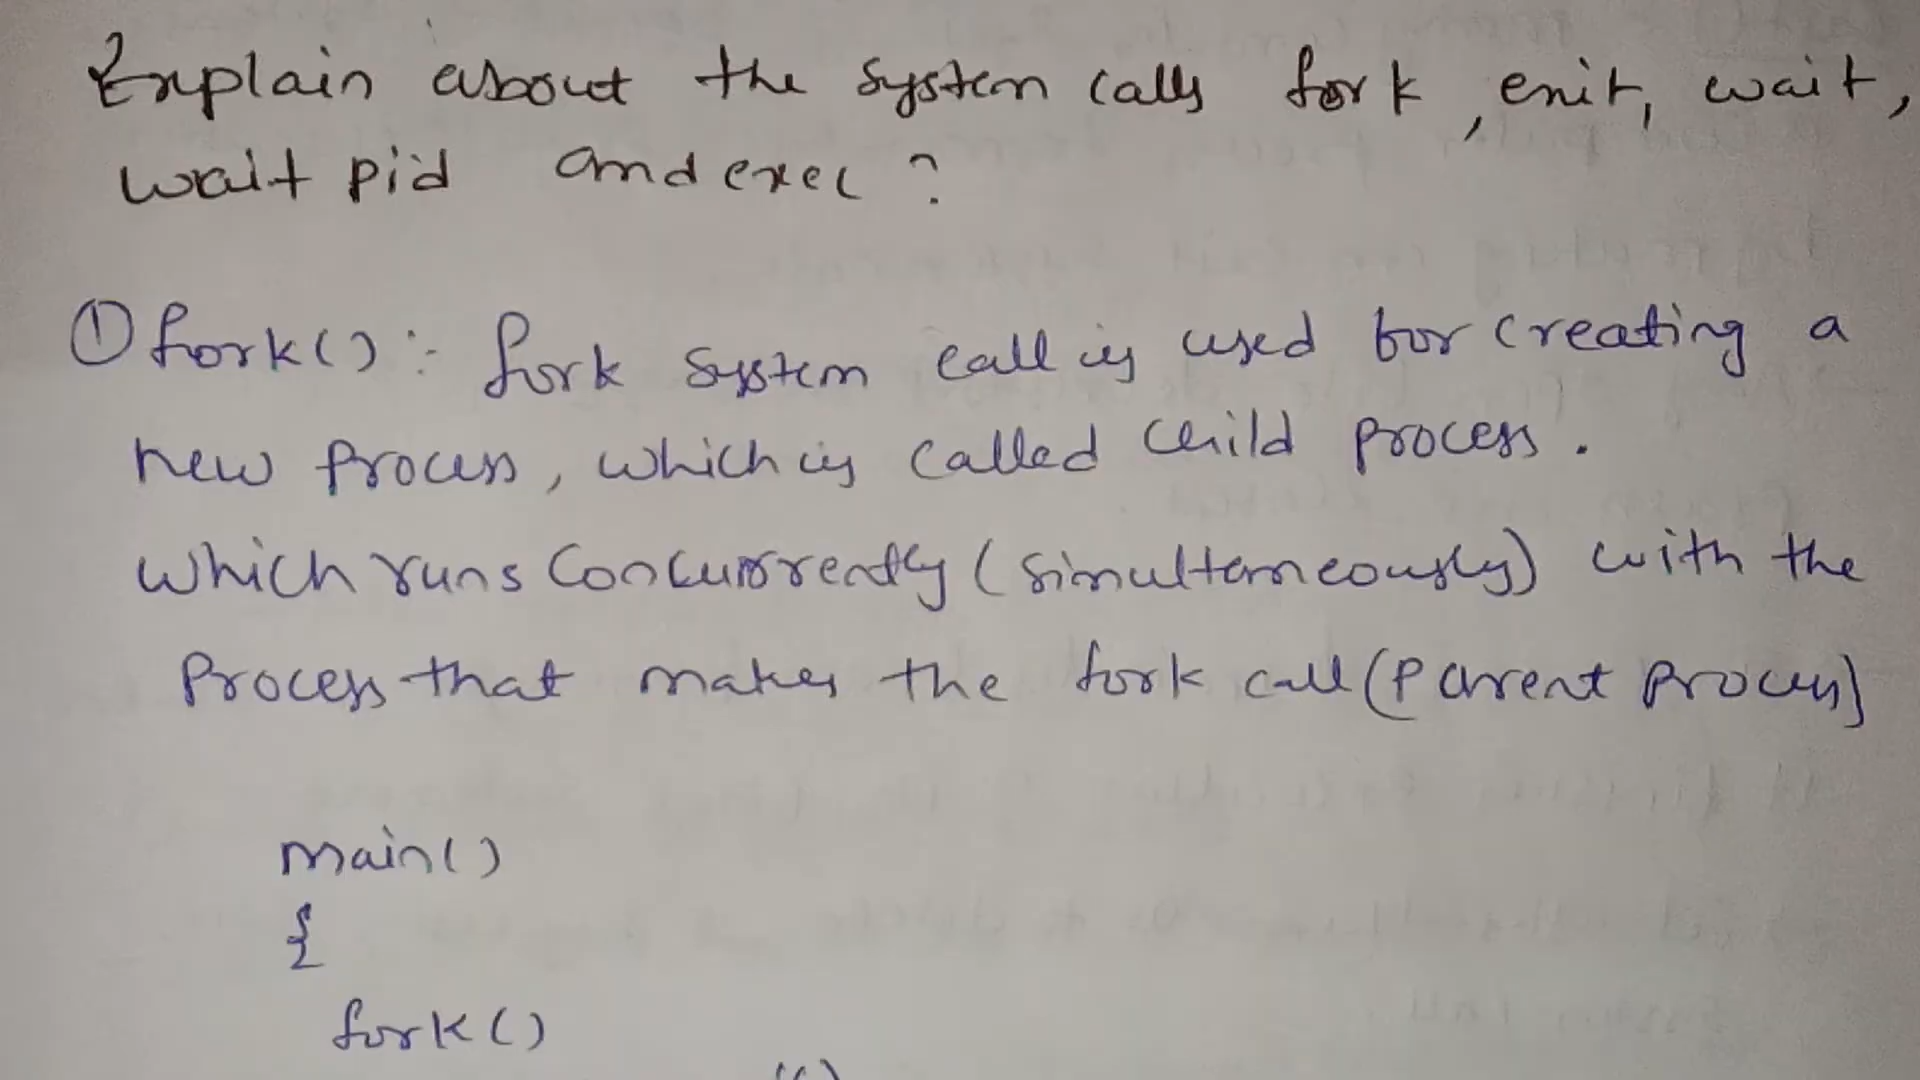 Explain about the system calls fork, exit, wait,
wait pid and exec?
① fork() :- fork system call is used for creating a
new process, which is called child process.
which runs concurrently (simultaneously) with the
process that makes the fork call (parent process)
main()
{
fork()